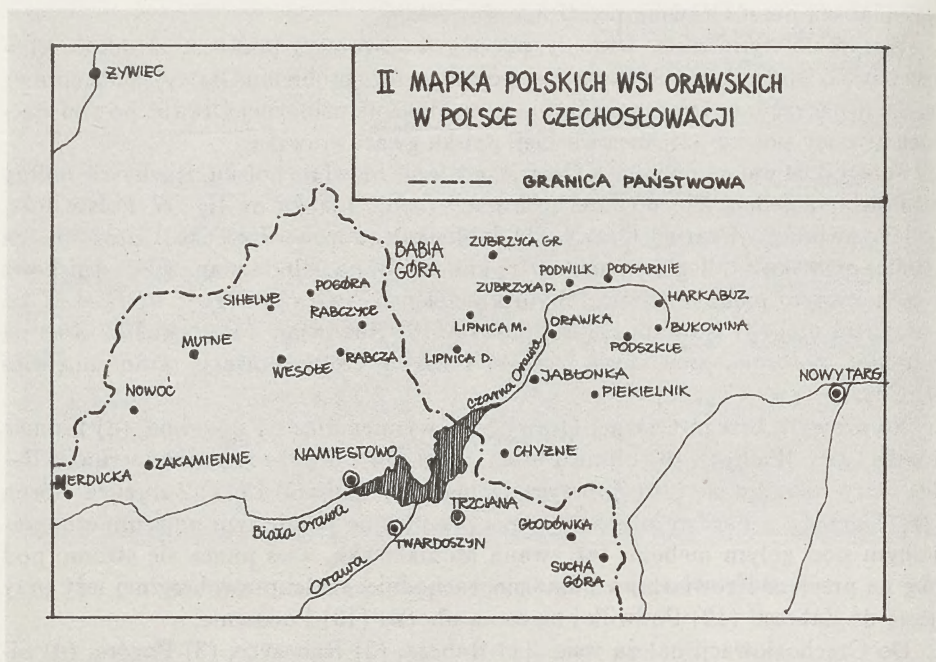 ŻYWIEC
II MAPKA POLSKICH WSI ORAWSKICH
W POLSCE I CZECHOSŁOWACJI
GRANICA PAŃSTWOWA
BABIA
GÓRA
ZUBRZYCA GR.
PODWILK
PODSARNIE
ZUBRZYCA D.
HARKABUZ
SIHELNE
POGÓRA
RABCZYCE
LIPNICA M.
ORAWKA
BUKOWINA
PODSZKLE
MUTNE
WESOŁE
RABCZA
LIPNICA D.
Czarna Orawa
JABŁONKA
PIEKIELNIK
NOWY TARG
NOWOĆ
ZAKAMIENNE
NAMIESTOWO
CHYŻNE
ERDUCKA
Biała Orawa
TRZCIANA
TWARDOSZYN
GŁODÓWKA
SUCHA
GÓRA
Orawa